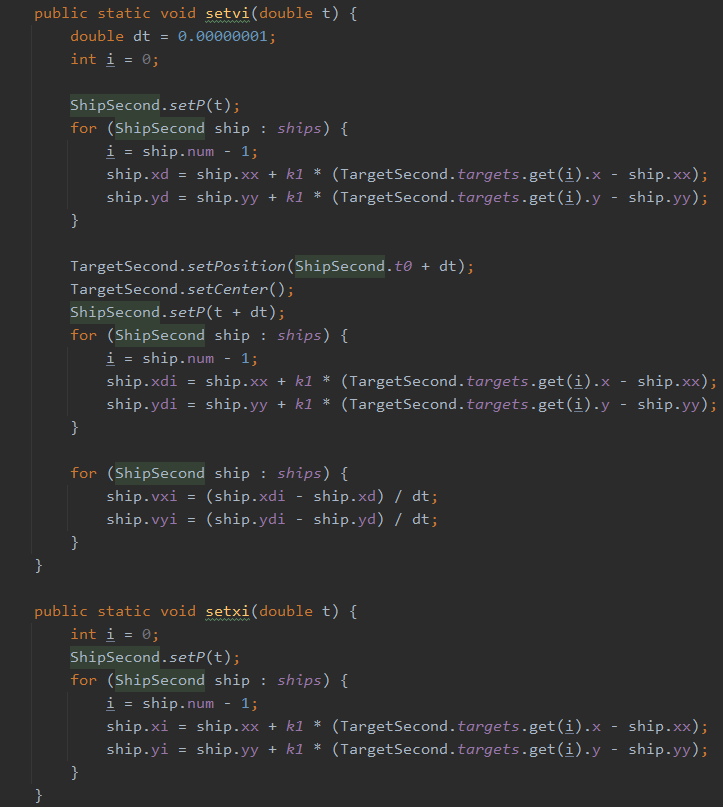 public static void setvi(double t) {
    double dt = 0.00000001;
    int i = 0;

    ShipSecond.setP(t);
    for (ShipSecond ship : ships) {
        i = ship.num - 1;
        ship.xd = ship.xx + k1 * (TargetSecond.targets.get(i).x - ship.xx);
        ship.yd = ship.yy + k1 * (TargetSecond.targets.get(i).y - ship.yy);
    }

    TargetSecond.setPosition(ShipSecond.t0 + dt);
    TargetSecond.setCenter();
    ShipSecond.setP(t + dt);
    for (ShipSecond ship : ships) {
        i = ship.num - 1;
        ship.xdi = ship.xx + k1 * (TargetSecond.targets.get(i).x - ship.xx);
        ship.ydi = ship.yy + k1 * (TargetSecond.targets.get(i).y - ship.yy);
    }

    for (ShipSecond ship : ships) {
        ship.vxi = (ship.xdi - ship.xd) / dt;
        ship.vyi = (ship.ydi - ship.yd) / dt;
    }
}

public static void setxi(double t) {
    int i = 0;
    ShipSecond.setP(t);
    for (ShipSecond ship : ships) {
        i = ship.num - 1;
        ship.xi = ship.xx + k1 * (TargetSecond.targets.get(i).x - ship.xx);
        ship.yi = ship.yy + k1 * (TargetSecond.targets.get(i).y - ship.yy);
    }
}